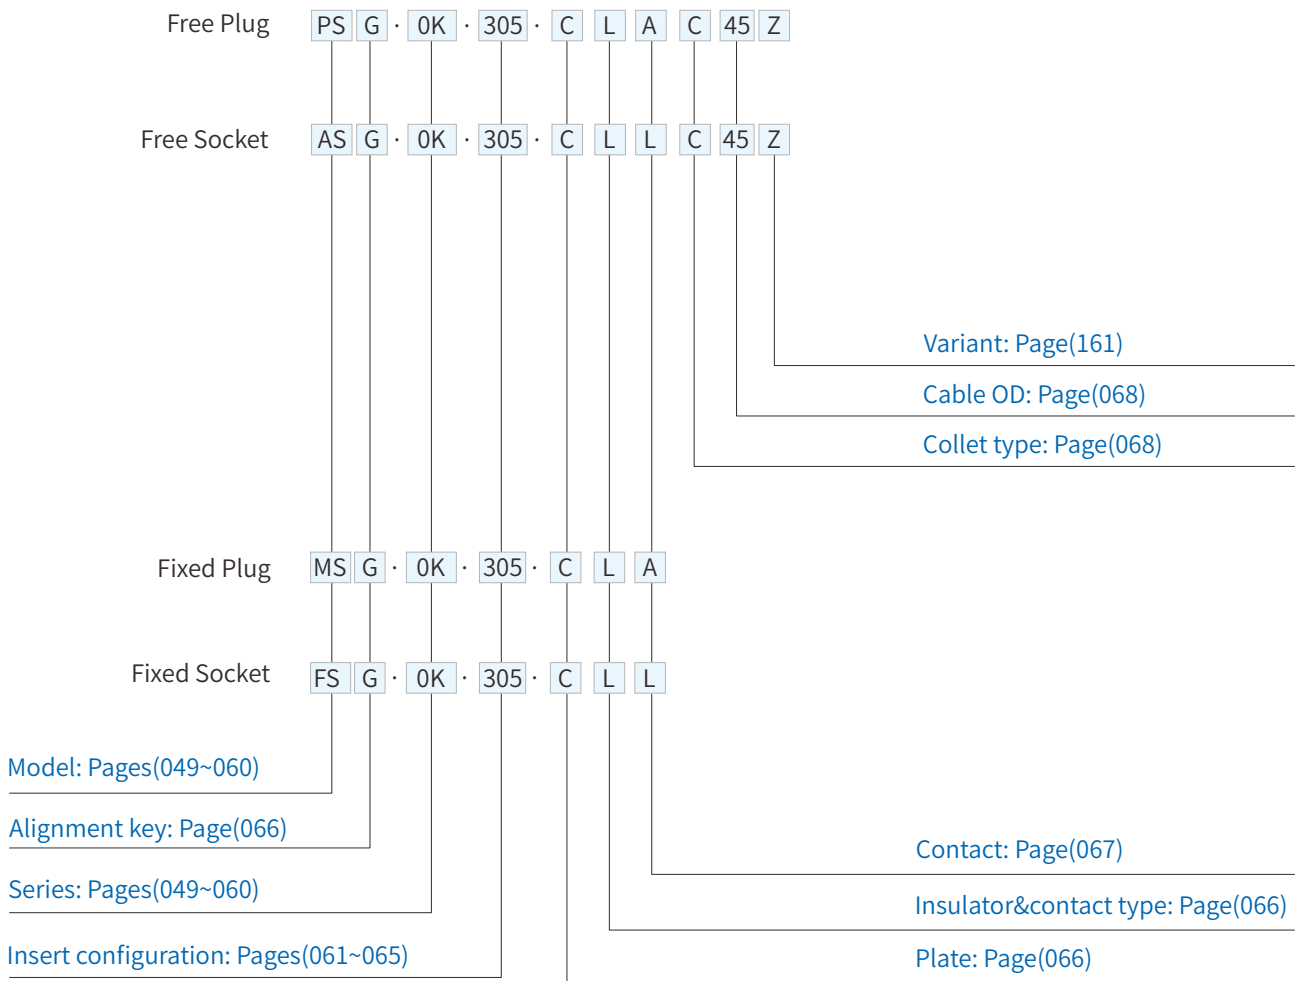 Free Plug PS G · 0K · 305 · C L A C 45 Z
Free Socket AS G · 0K · 305 · C L L C 45 Z
Variant: Page(161)
Cable OD: Page(068)
Collet type: Page(068)
Fixed Plug MS G · 0K · 305 · C L A
Fixed Socket FS G · 0K · 305 · C L L
Model: Pages(049~060)
Alignment key: Page(066)
Series: Pages(049~060)
Insert configuration: Pages(061~065)
Contact: Page(067)
Insulator&contact type: Page(066)
Plate: Page(066)